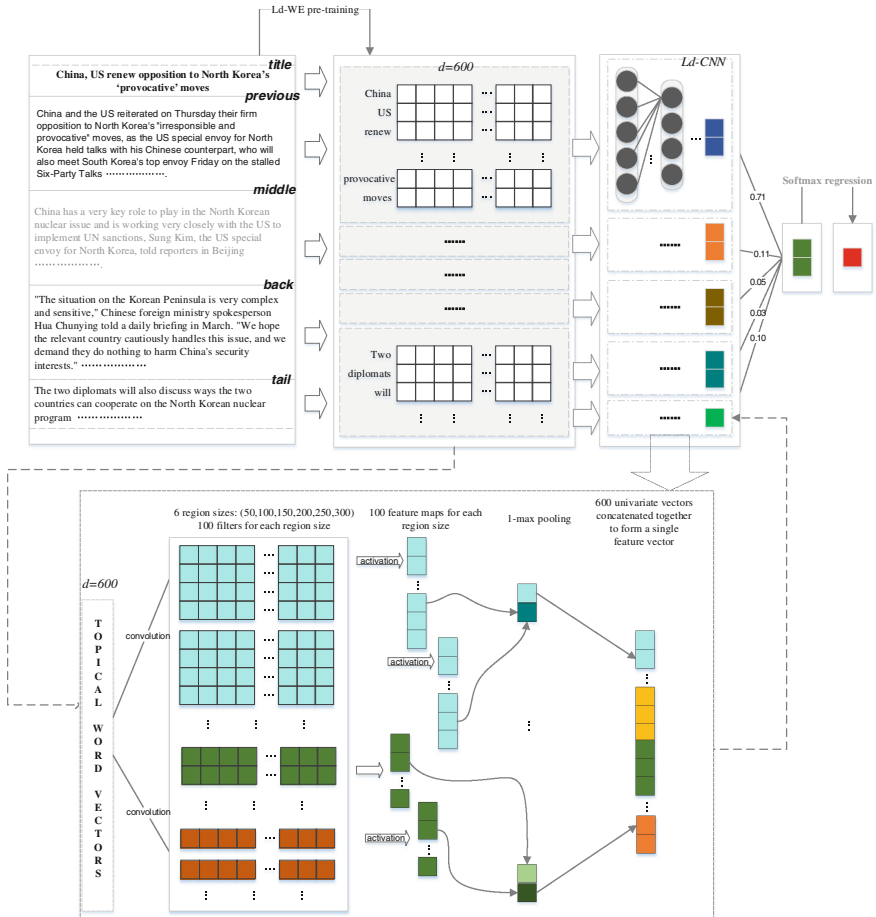 Ld-WE pre-training
title
China, US renew opposition to North Korea's
'provocative' moves
previous
China and the US reiterated on Thursday their firm
opposition to North Korea's"irresponsible and
provocative" moves, as the US special envoy for North
Korea held talks with his Chinese counterpart, who will
also meet South Korea's top envoy Friday on the stalled
Six-Party Talks ··················.
middle
China has a very key role to play in the North Korean
nuclear issue and is working very closely with the US to
implement UN sanctions, Sung Kim, the US special
envoy for North Korea, told reporters in Beijing
····················.
back
"The situation on the Korean Peninsula is very complex
and sensitive," Chinese foreign ministry spokesperson
Hua Chunying told a daily briefing in March. "We hope
the relevant country cautiously handles this issue, and we
demand they do nothing to harm China's security
interests." ···················
tail
The two diplomats will also discuss ways the two
countries can cooperate on the North Korean nuclear
program ···················
d=600
China
US
renew
provocative
moves
······
······
······
Two
diplomats
will
Ld-CNN
······
······
······
······
0.71
0.11
0.05
0.03
0.10
Softmax regression
6 region sizes: (50,100,150,200,250,300)
100 filters for each region size
100 feature maps for each
region size
1-max pooling
600 univariate vectors
concatenated together
to form a single
feature vector
d=600
TOPICAL WORD VECTORS
convolution
convolution
activation
activation
activation